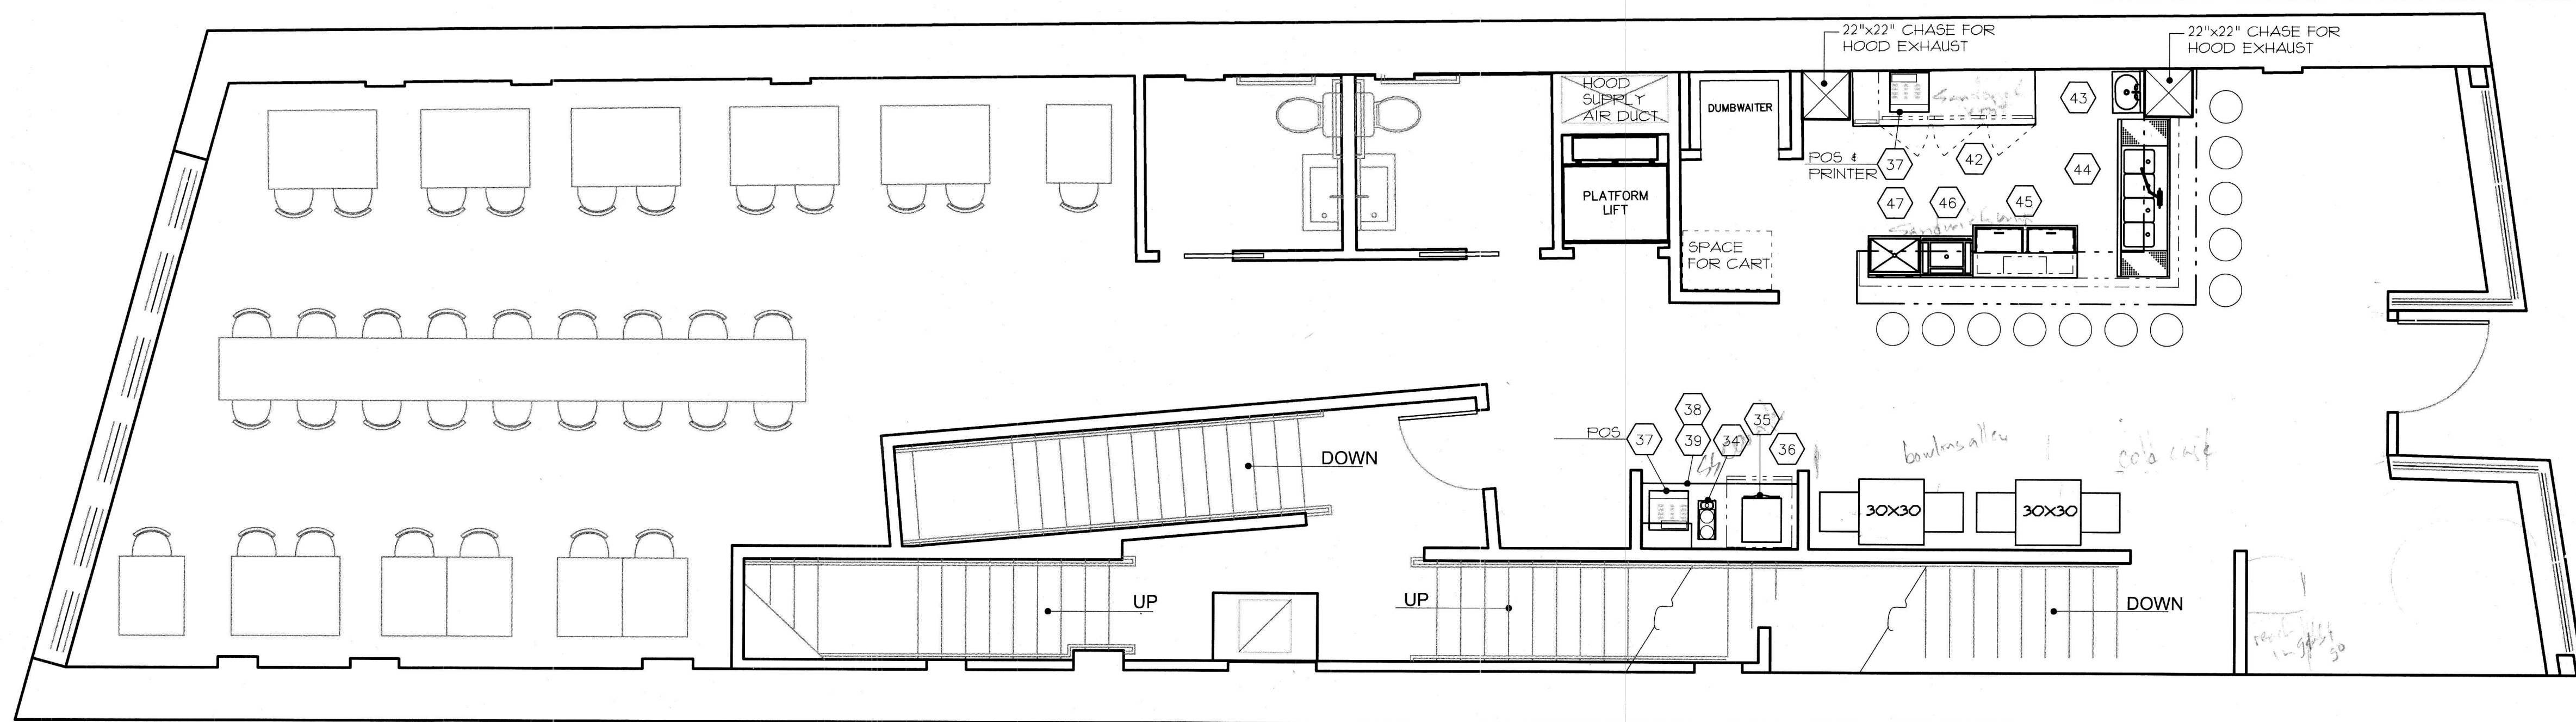 22"x22" CHASE FOR
HOOD EXHAUST
22"x22" CHASE FOR
HOOD EXHAUST
HOOD
SUPPLY
AIR DUCT
DUMBWAITER
43
POS &
PRINTER
37
42
44
PLATFORM
LIFT
47
46
45
SPACE
FOR CART
38
35
POS
37
39
34
36
bowling alley
cold case
DOWN
30X30
30X30
UP
UP
DOWN